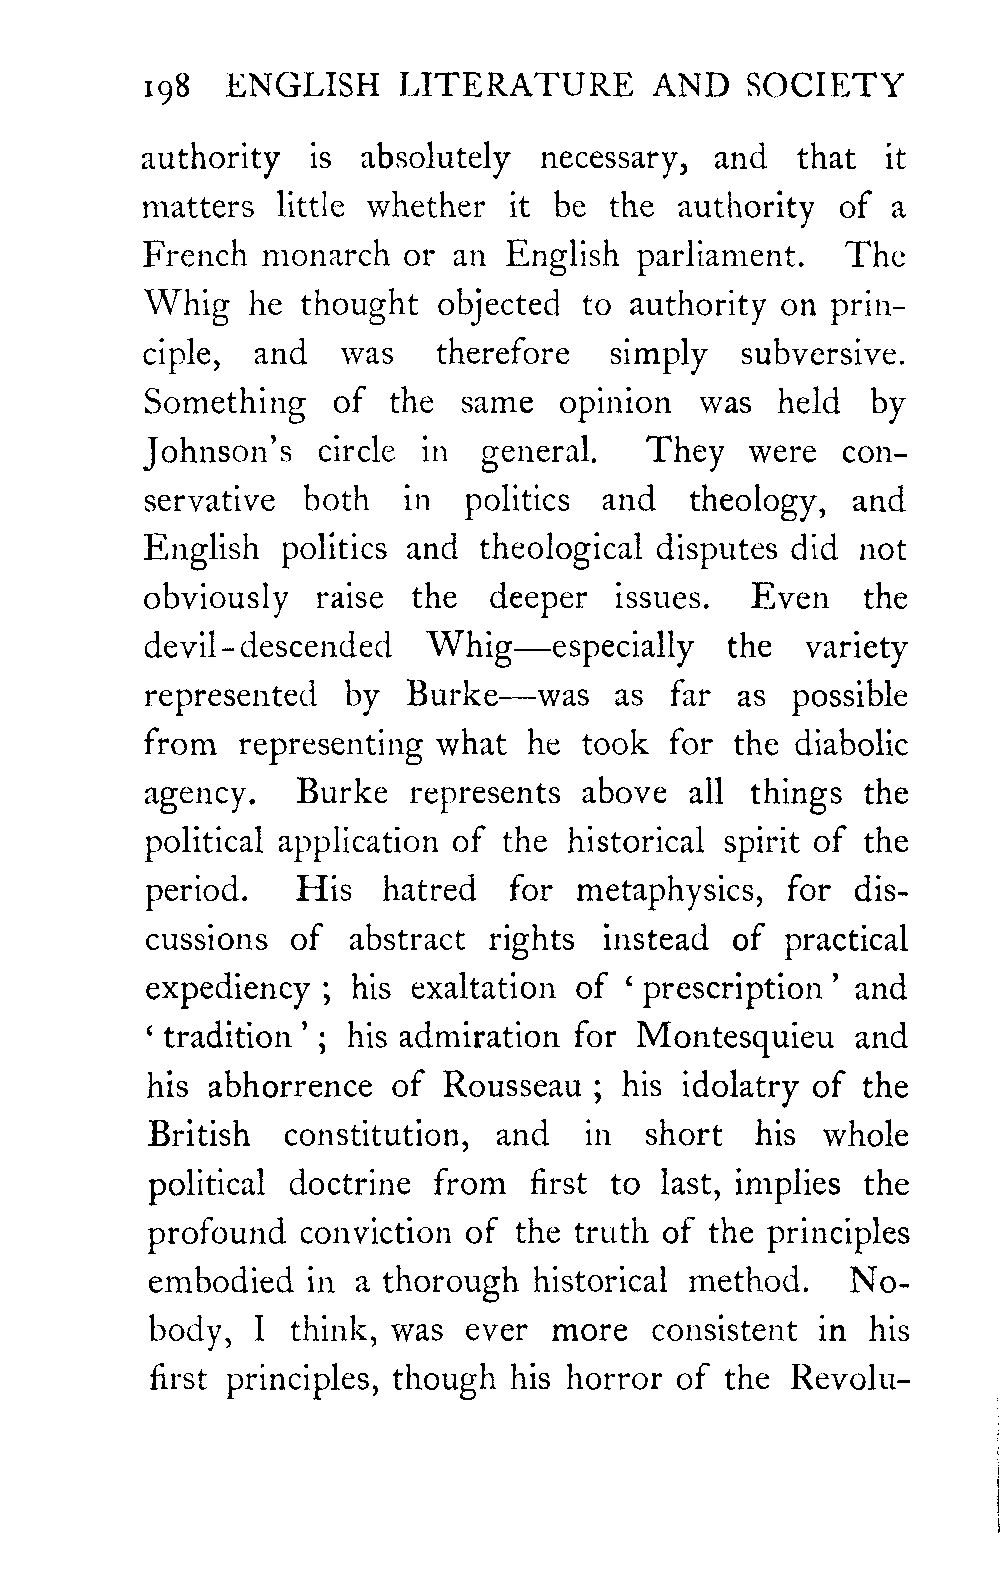 198 ENGLISH LITERATURE AND SOCIETY
authority is absolutely necessary, and that it
matters little whether it be the authority of a
French monarch or an English parliament. The
Whig he thought objected to authority on prin-
ciple, and was therefore simply subversive.
Something of the same opinion was held by
Johnson's circle in general. They were con-
servative both in politics and theology, and
English politics and theological disputes did not
obviously raise the deeper issues. Even the
devil-descended Whig—especially the variety
represented by Burke—was as far as possible
from representing what he took for the diabolic
agency. Burke represents above all things the
political application of the historical spirit of the
period. His hatred for metaphysics, for dis-
cussions of abstract rights instead of practical
expediency ; his exaltation of ‘ prescription ’ and
‘ tradition ’ ; his admiration for Montesquieu and
his abhorrence of Rousseau ; his idolatry of the
British constitution, and in short his whole
political doctrine from first to last, implies the
profound conviction of the truth of the principles
embodied in a thorough historical method. No-
body, I think, was ever more consistent in his
first principles, though his horror of the Revolu-